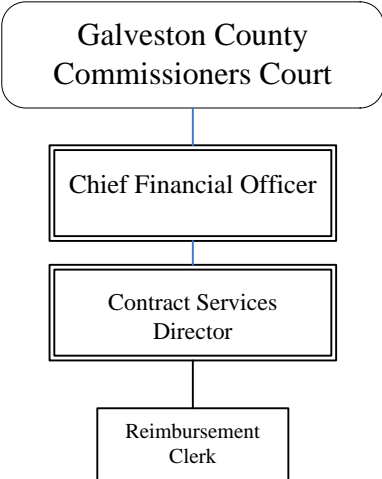 Galveston County
Commissioners Court
Chief Financial Officer
Contract Services
Director
Reimbursement
Clerk